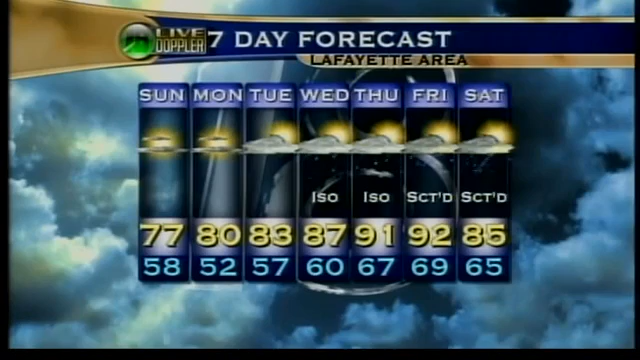 LIVE DOPPLER
7 DAY FORECAST
LAFAYETTE AREA
SUN MON TUE WED THU FRI SAT
ISO ISO SCT'D SCT'D
77 80 83 87 91 92 85
58 52 57 60 67 69 65